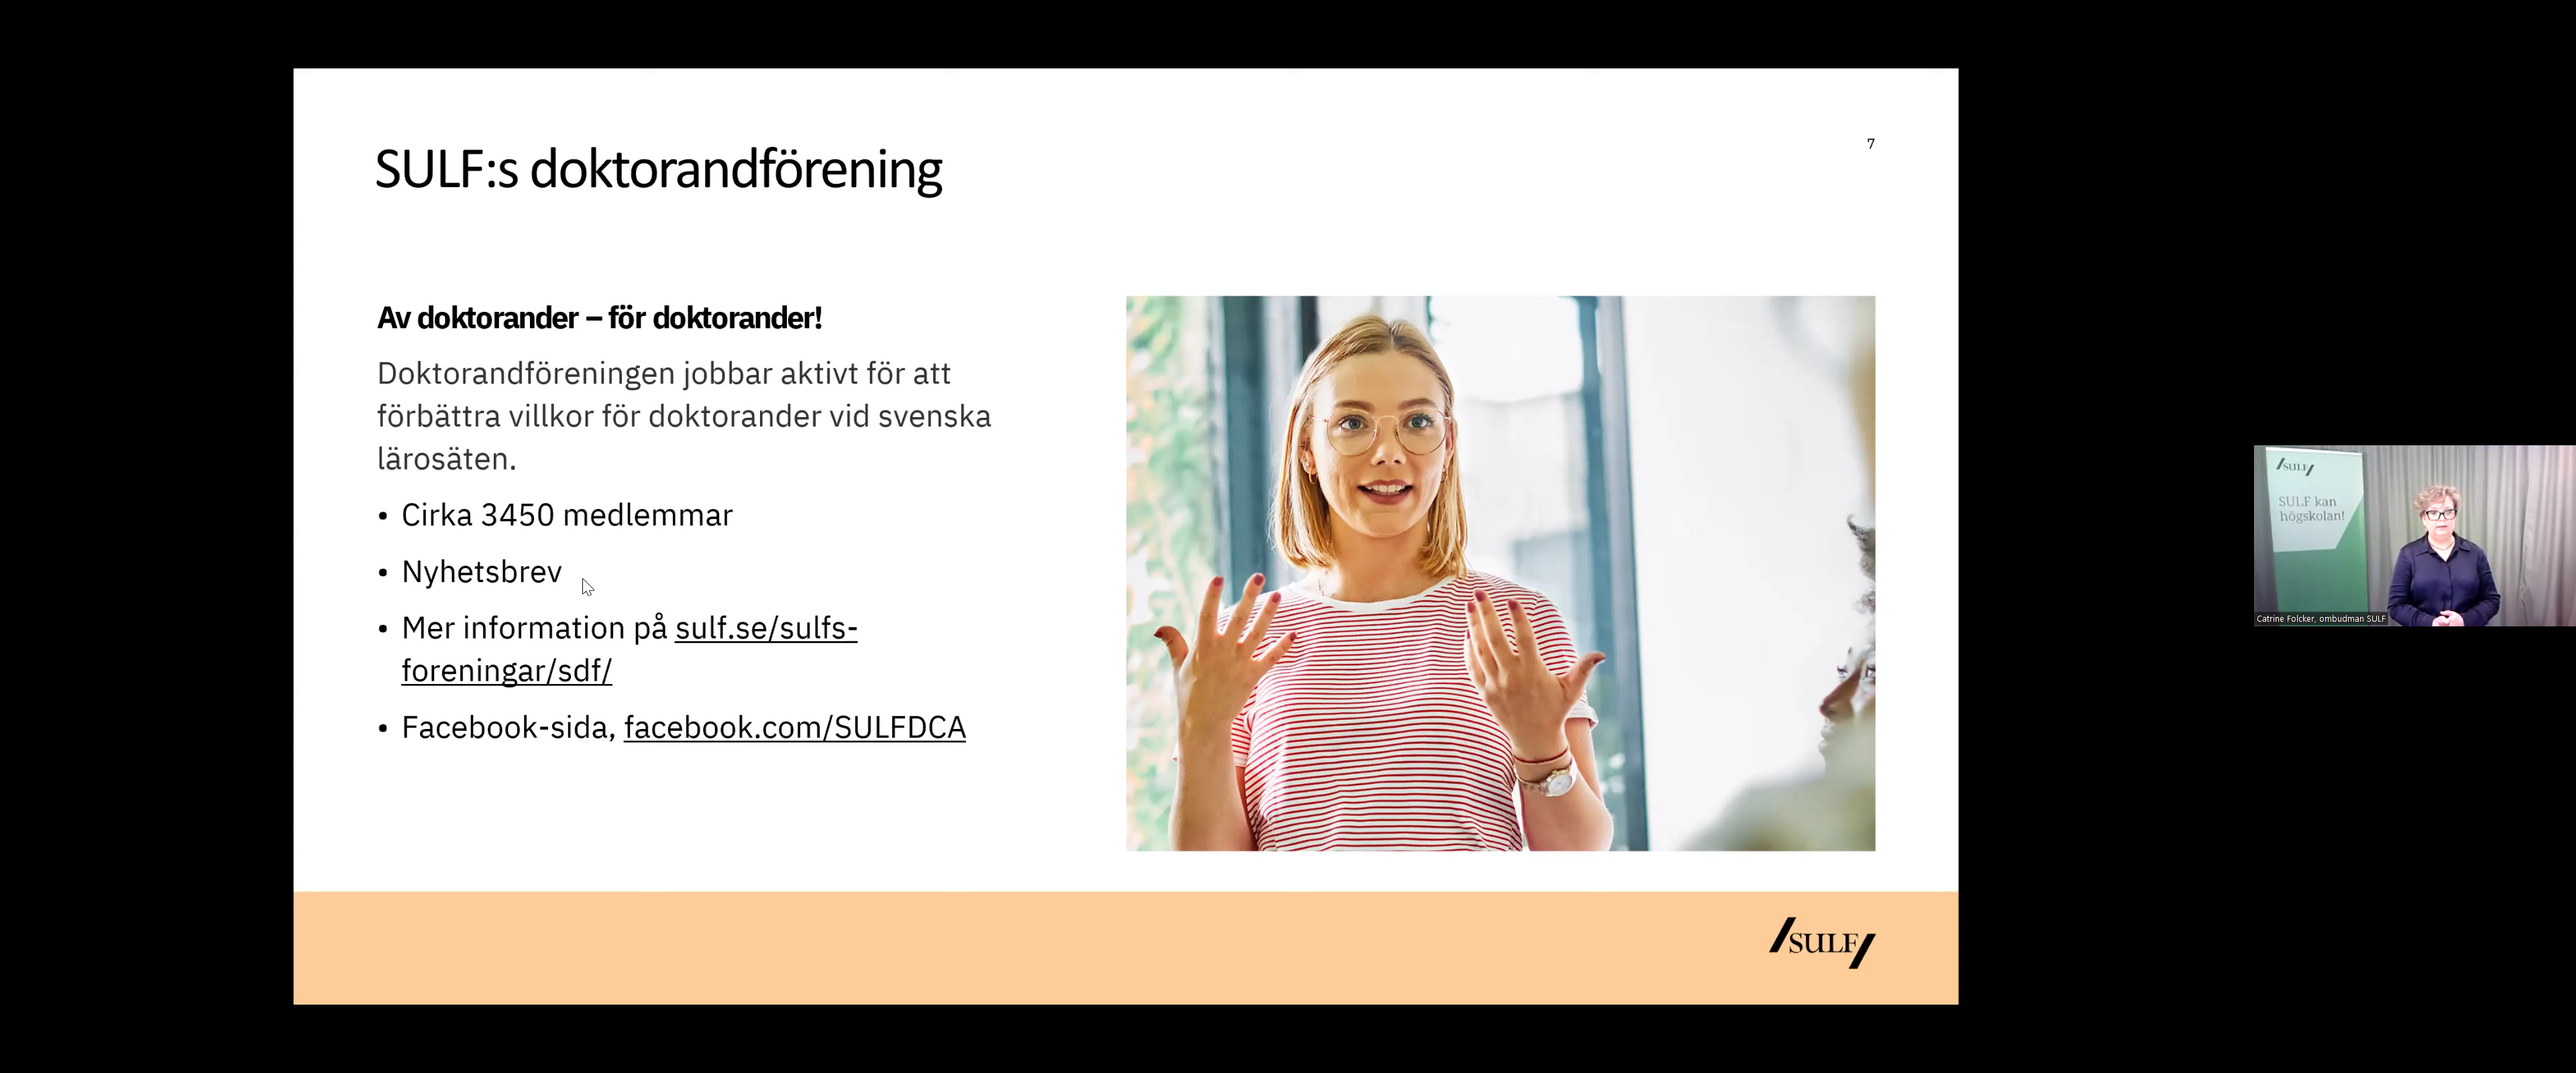 SULF:s doktorandförening
7
Av doktorander – för doktorander!
Doktorandföreningen jobbar aktivt för att
förbättra villkor för doktorander vid svenska
lärosäten.
• Cirka 3450 medlemmar
• Nyhetsbrev
• Mer information på sulf.se/sulfs-
foreningar/sdf/
• Facebook-sida, facebook.com/SULFDCA
/SULF/
/SULF/
SULF kan
högskolan!
Catrine Folcker, ombudman SULF